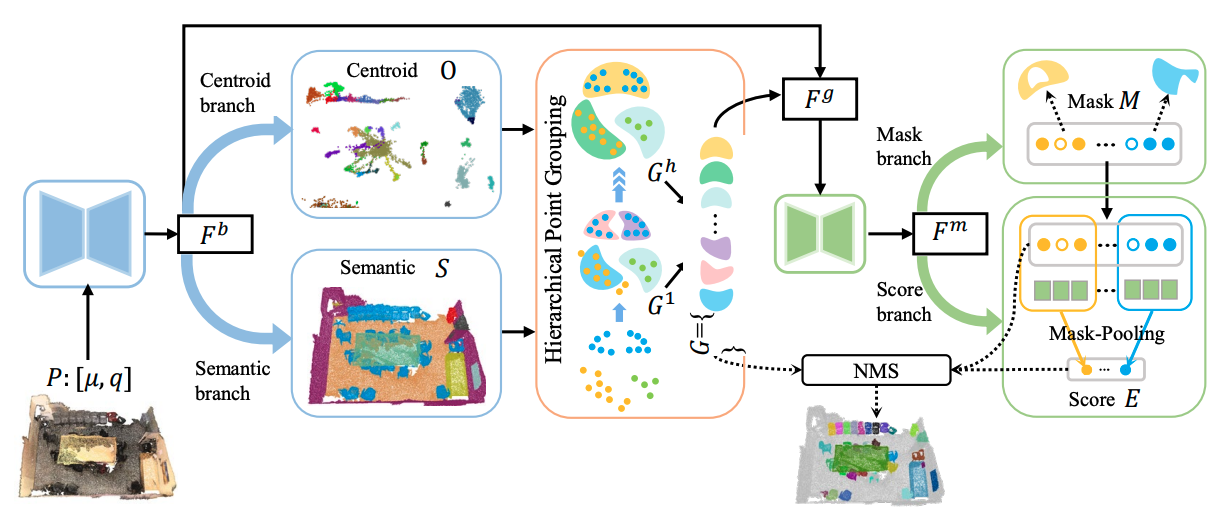 P: [μ, q]
F^b
Centroid
branch
Semantic
branch
Centroid O
Semantic S
Hierarchical Point Grouping
G^h
G^1
G={
}
F^g
F^m
Mask
branch
Score
branch
Mask M
...
...
...
Mask-Pooling
...
Score E
NMS